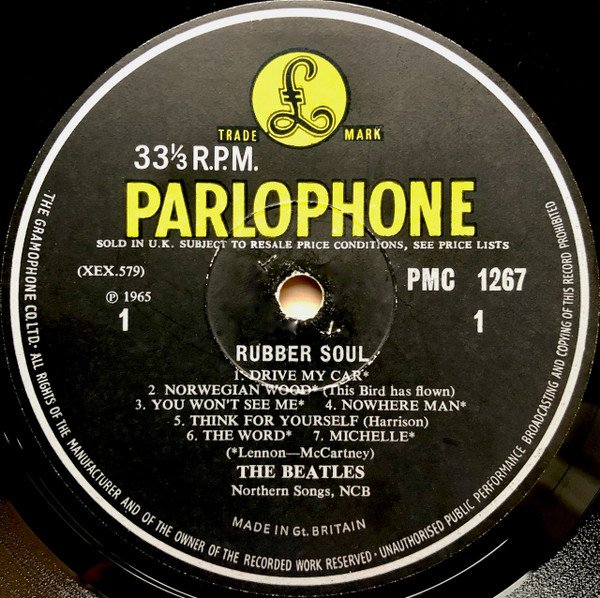 £
TRADE MARK
33⅓ R.P.M.
PARLOPHONE
SOLD IN U.K. SUBJECT TO RESALE PRICE CONDITIONS, SEE PRICE LISTS
(XEX.579)
PMC 1267
℗ 1965
1
1
RUBBER SOUL
1. DRIVE MY CAR*
2. NORWEGIAN WOOD* (This Bird has flown)
3. YOU WON'T SEE ME* 4. NOWHERE MAN*
5. THINK FOR YOURSELF (Harrison)
6. THE WORD* 7. MICHELLE*
(*Lennon—McCartney)
THE BEATLES
Northern Songs, NCB
MADE IN Gt. BRITAIN
THE GRAMOPHONE CO. LTD. · ALL RIGHTS OF THE MANUFACTURER AND OF THE OWNER OF THE RECORDED WORK RESERVED · UNAUTHORISED PUBLIC PERFORMANCE BROADCASTING AND COPYING OF THIS RECORD PROHIBITED